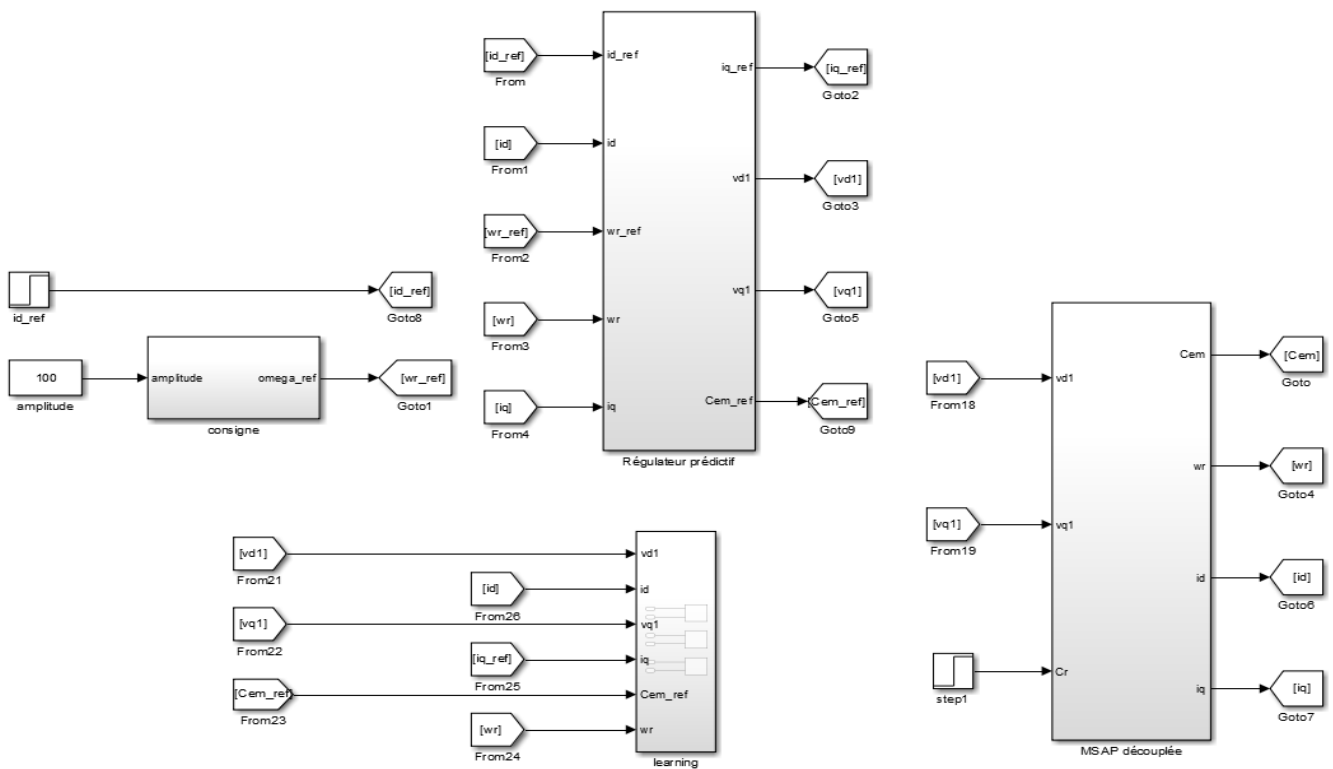 id_ref
[id_ref]
Goto8
100
amplitude
amplitude
omega_ref
consigne
[wr_ref]
Goto1
[id_ref]
From
[id]
From1
[wr_ref]
From2
[wr]
From3
[iq]
From4
id_ref
id
wr_ref
wr
iq
iq_ref
vd1
vq1
Cem_ref
Régulateur prédictif
[iq_ref]
Goto2
[vd1]
Goto3
[vq1]
Goto5
[Cem_ref]
Goto9
[vd1]
From21
[id]
From26
[vq1]
From22
[iq_ref]
From25
[Cem_ref]
From23
[wr]
From24
vd1
id
vq1
iq
Cem_ref
wr
learning
[vd1]
From18
[vq1]
From19
step1
vd1
vq1
Cr
Cem
wr
id
iq
MSAP découplée
[Cem]
Goto
[wr]
Goto4
[id]
Goto6
[iq]
Goto7